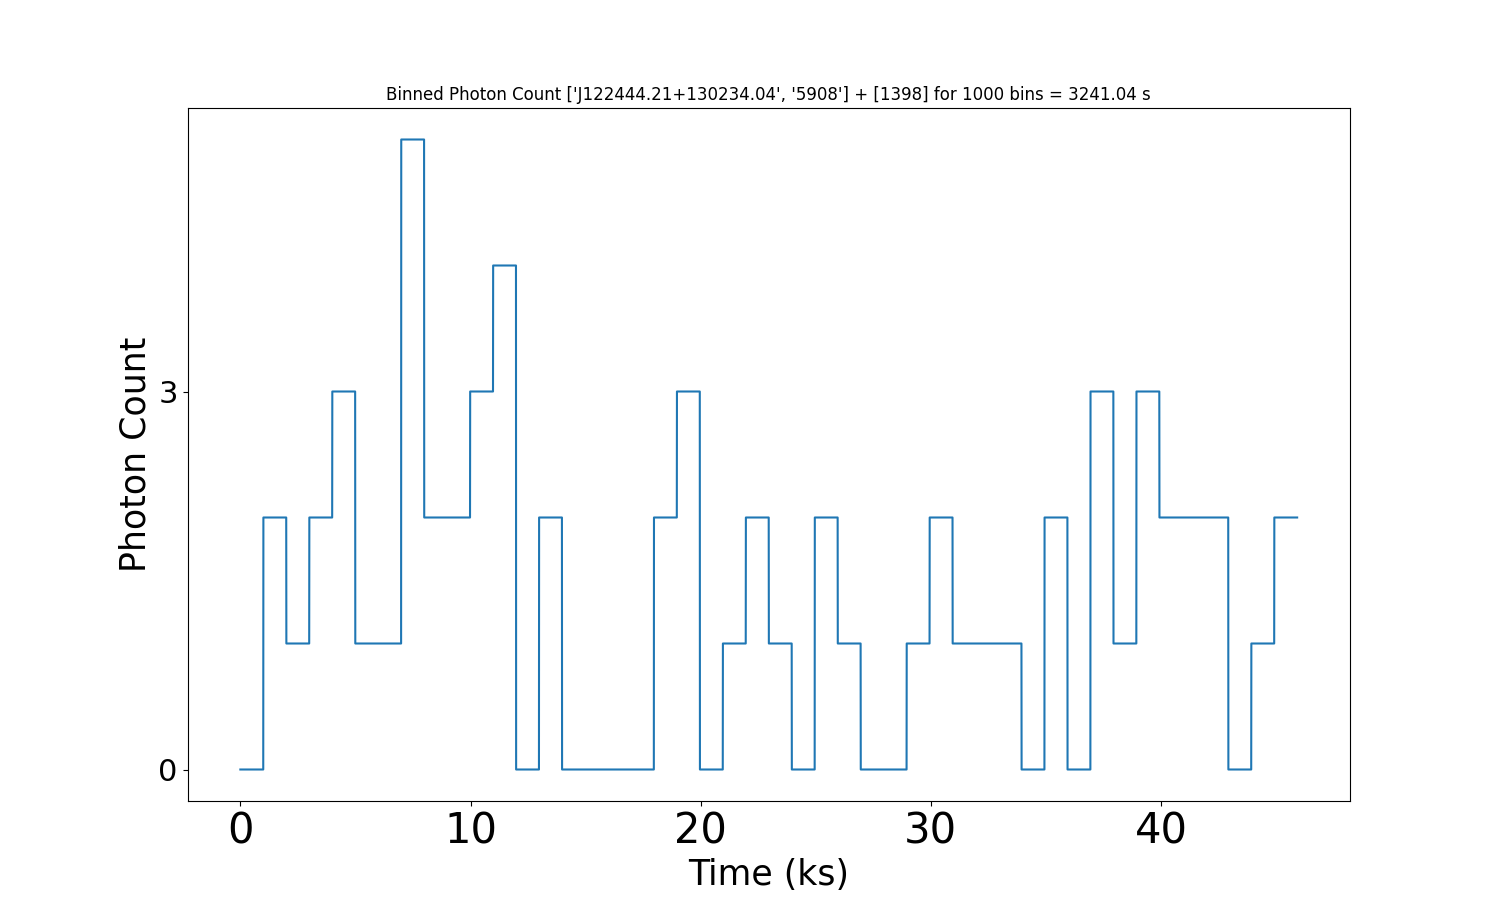 Binned Photon Count ['J122444.21+130234.04', '5908'] + [1398] for 1000 bins = 3241.04 s
Photon Count
3
0
0 10 20 30 40
Time (ks)